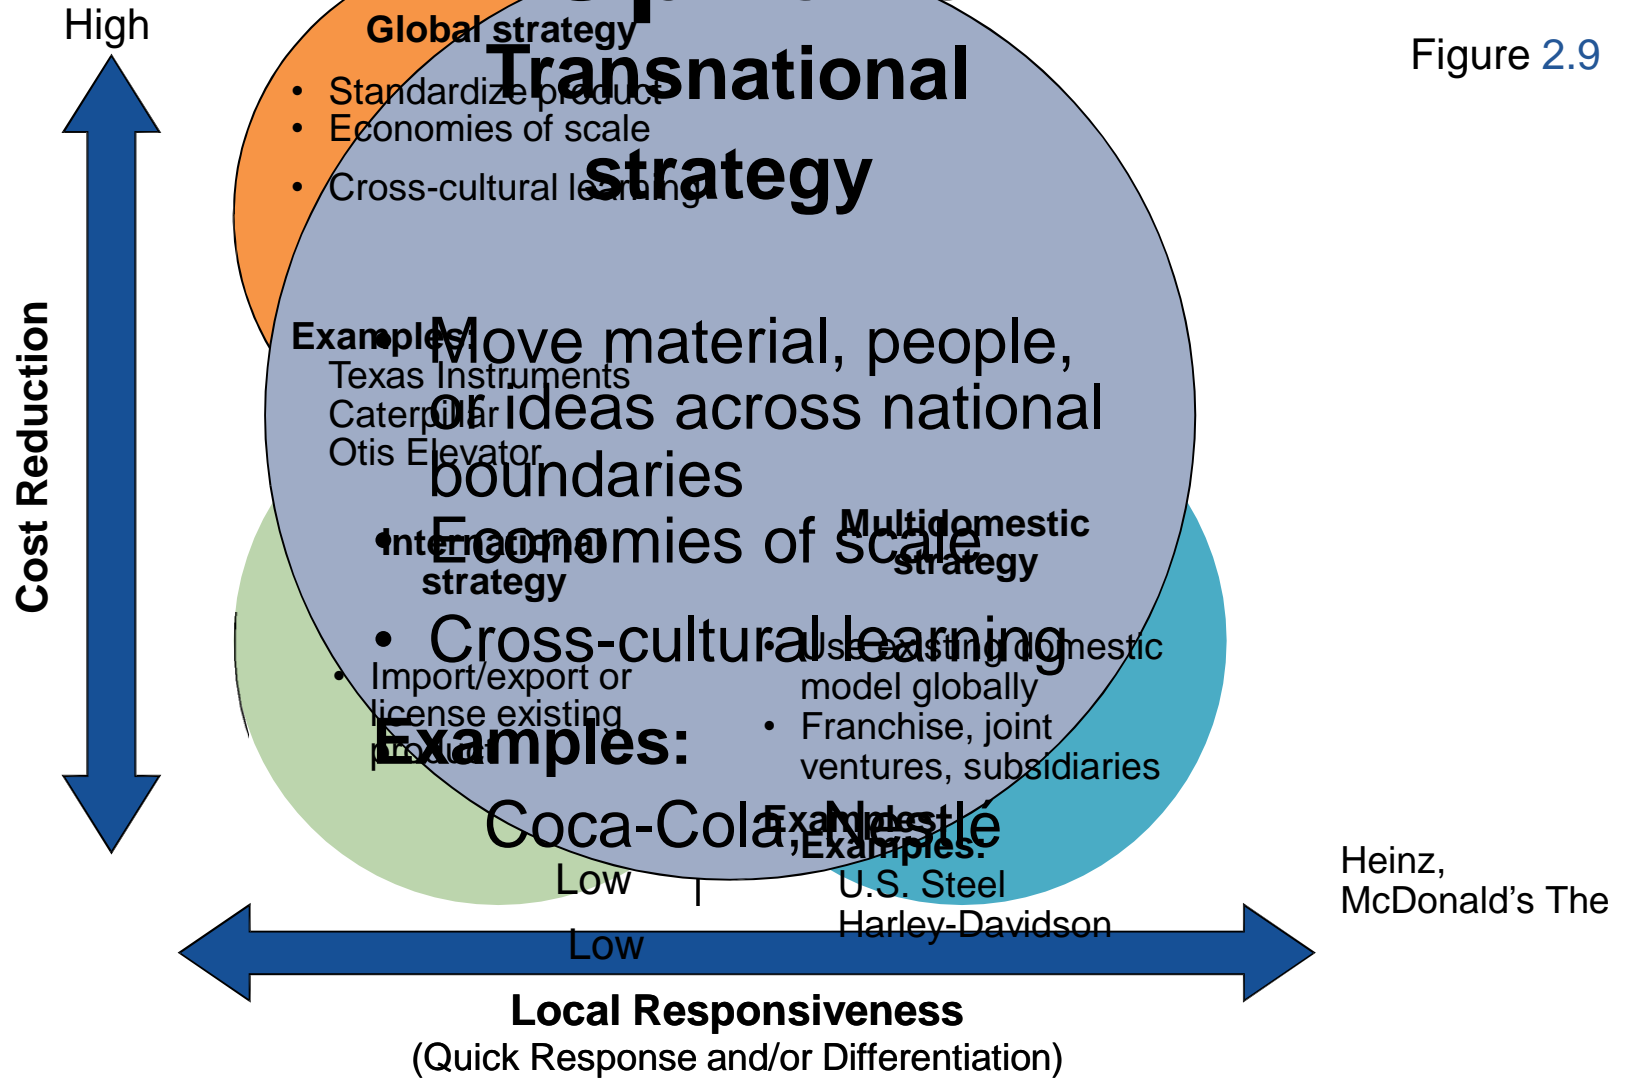 High
Global strategy
Figure 2.9
Transnational
strategy
• Standardize product
• Economies of scale
• Cross-cultural learning
Examples:
Texas Instruments
Caterpillar
Otis Elevator
• Move material, people,
or ideas across national
boundaries
• Economies of scale
• Cross-cultural learning
Examples:
Coca-Cola, Nestlé
International
strategy
• Import/export or
license existing
product
Multidomestic
strategy
• Use existing domestic
model globally
• Franchise, joint
ventures, subsidiaries
Examples
Examples:
U.S. Steel
Harley-Davidson
Heinz,
McDonald’s The
Cost Reduction
Low
Low
Local Responsiveness
(Quick Response and/or Differentiation)